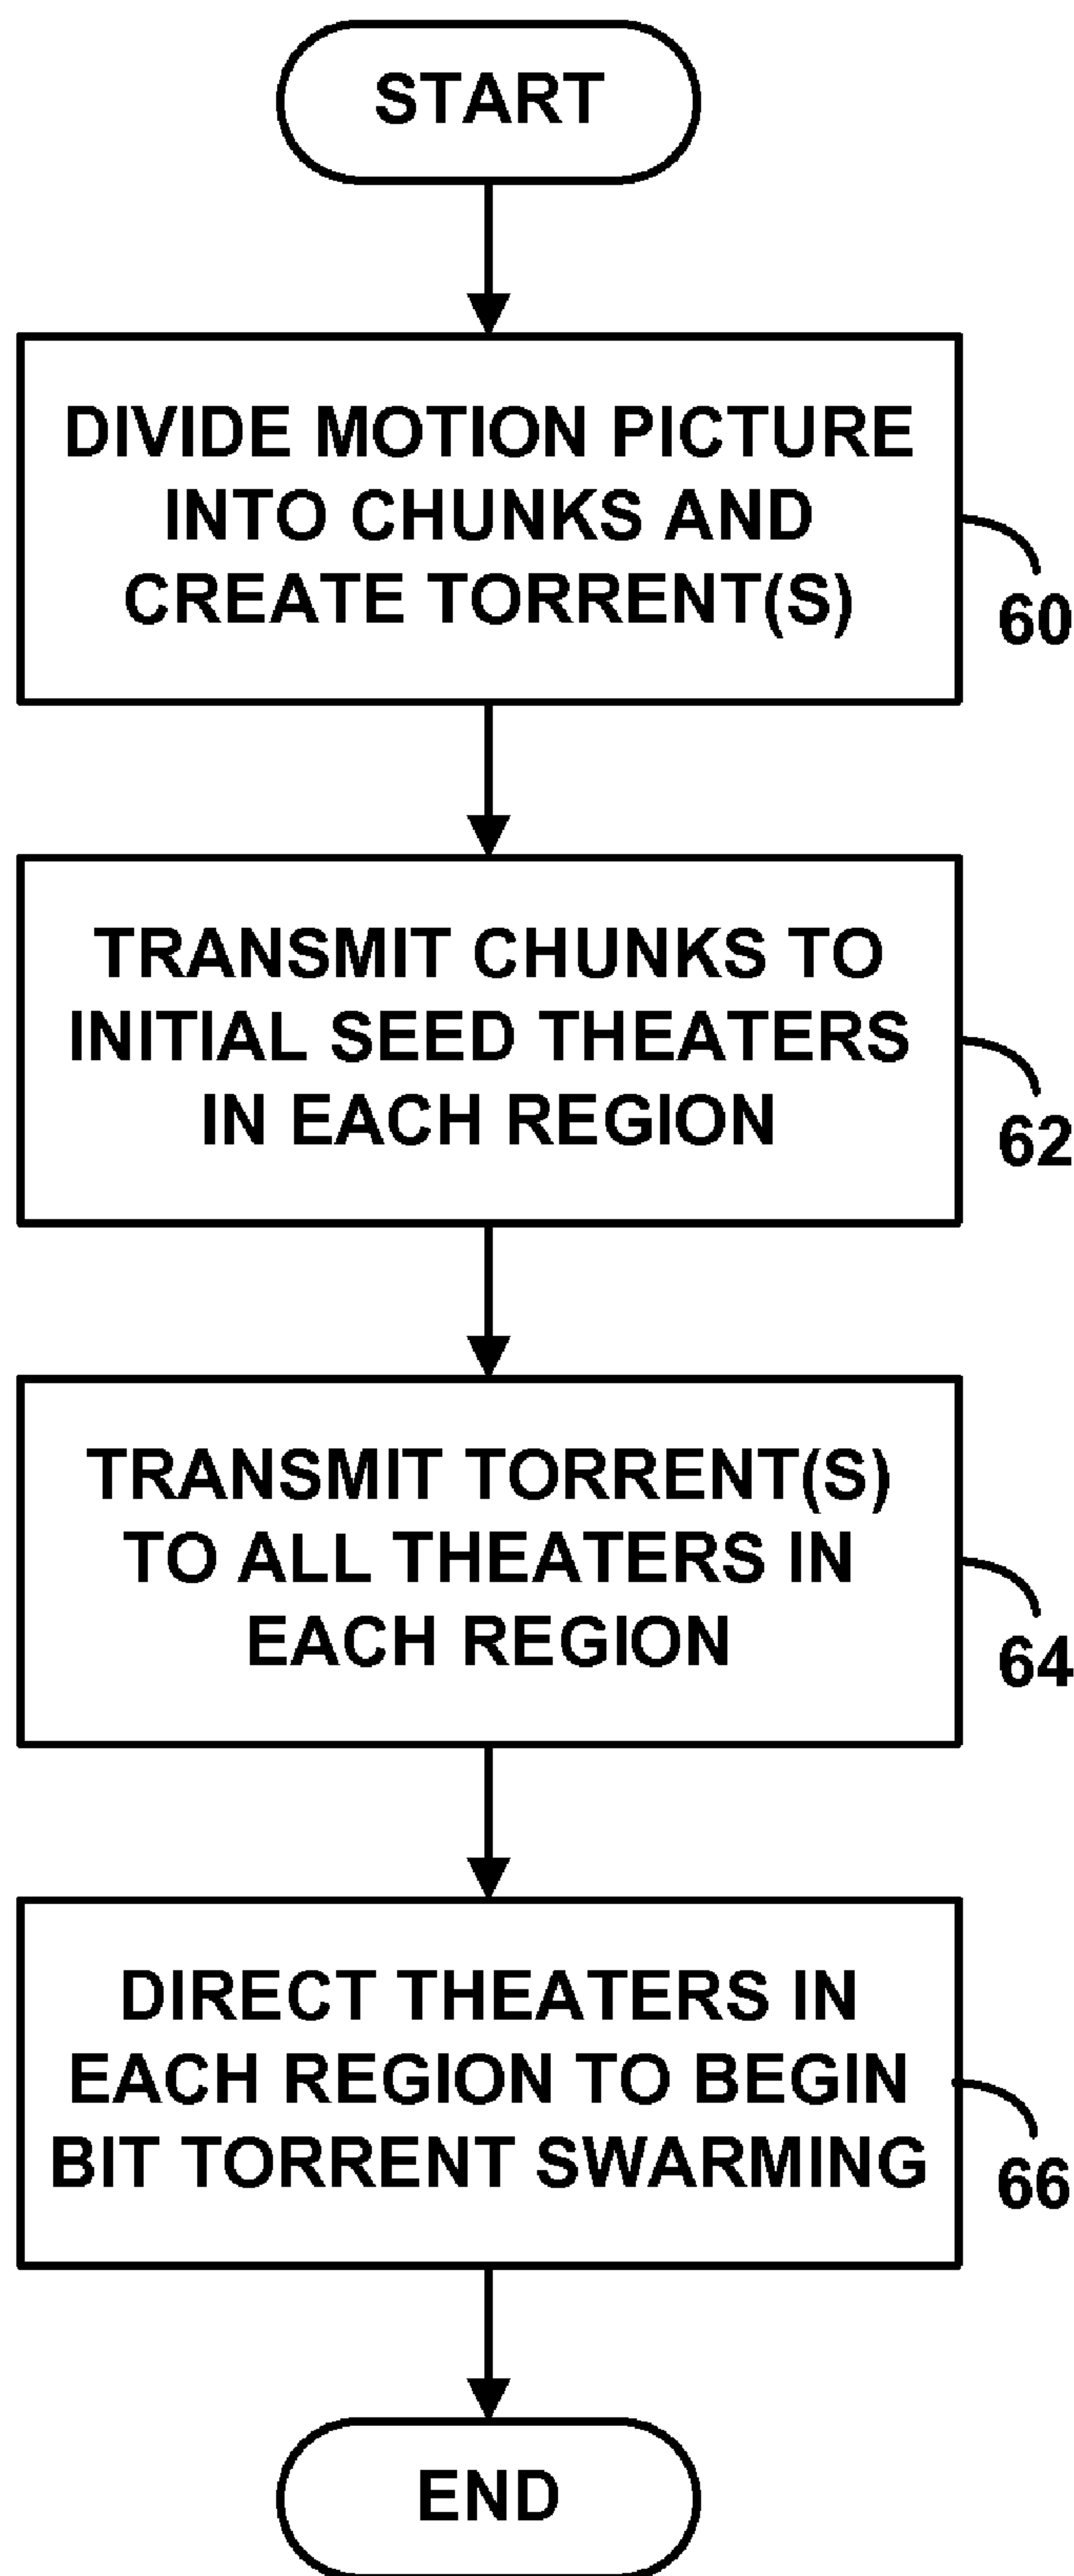 START
DIVIDE MOTION PICTURE
INTO CHUNKS AND
CREATE TORRENT(S)
60
TRANSMIT CHUNKS TO
INITIAL SEED THEATERS
IN EACH REGION
62
TRANSMIT TORRENT(S)
TO ALL THEATERS IN
EACH REGION
64
DIRECT THEATERS IN
EACH REGION TO BEGIN
BIT TORRENT SWARMING
66
END